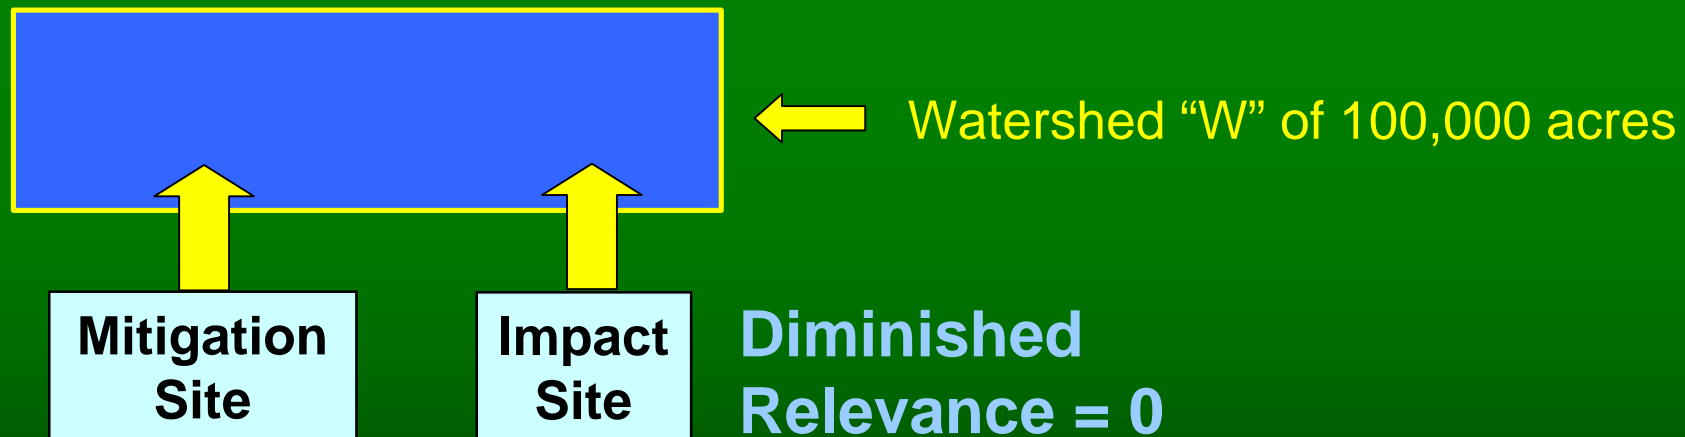 Watershed “W” of 100,000 acres
Mitigation
Site
Impact
Site
Diminished
Relevance = 0